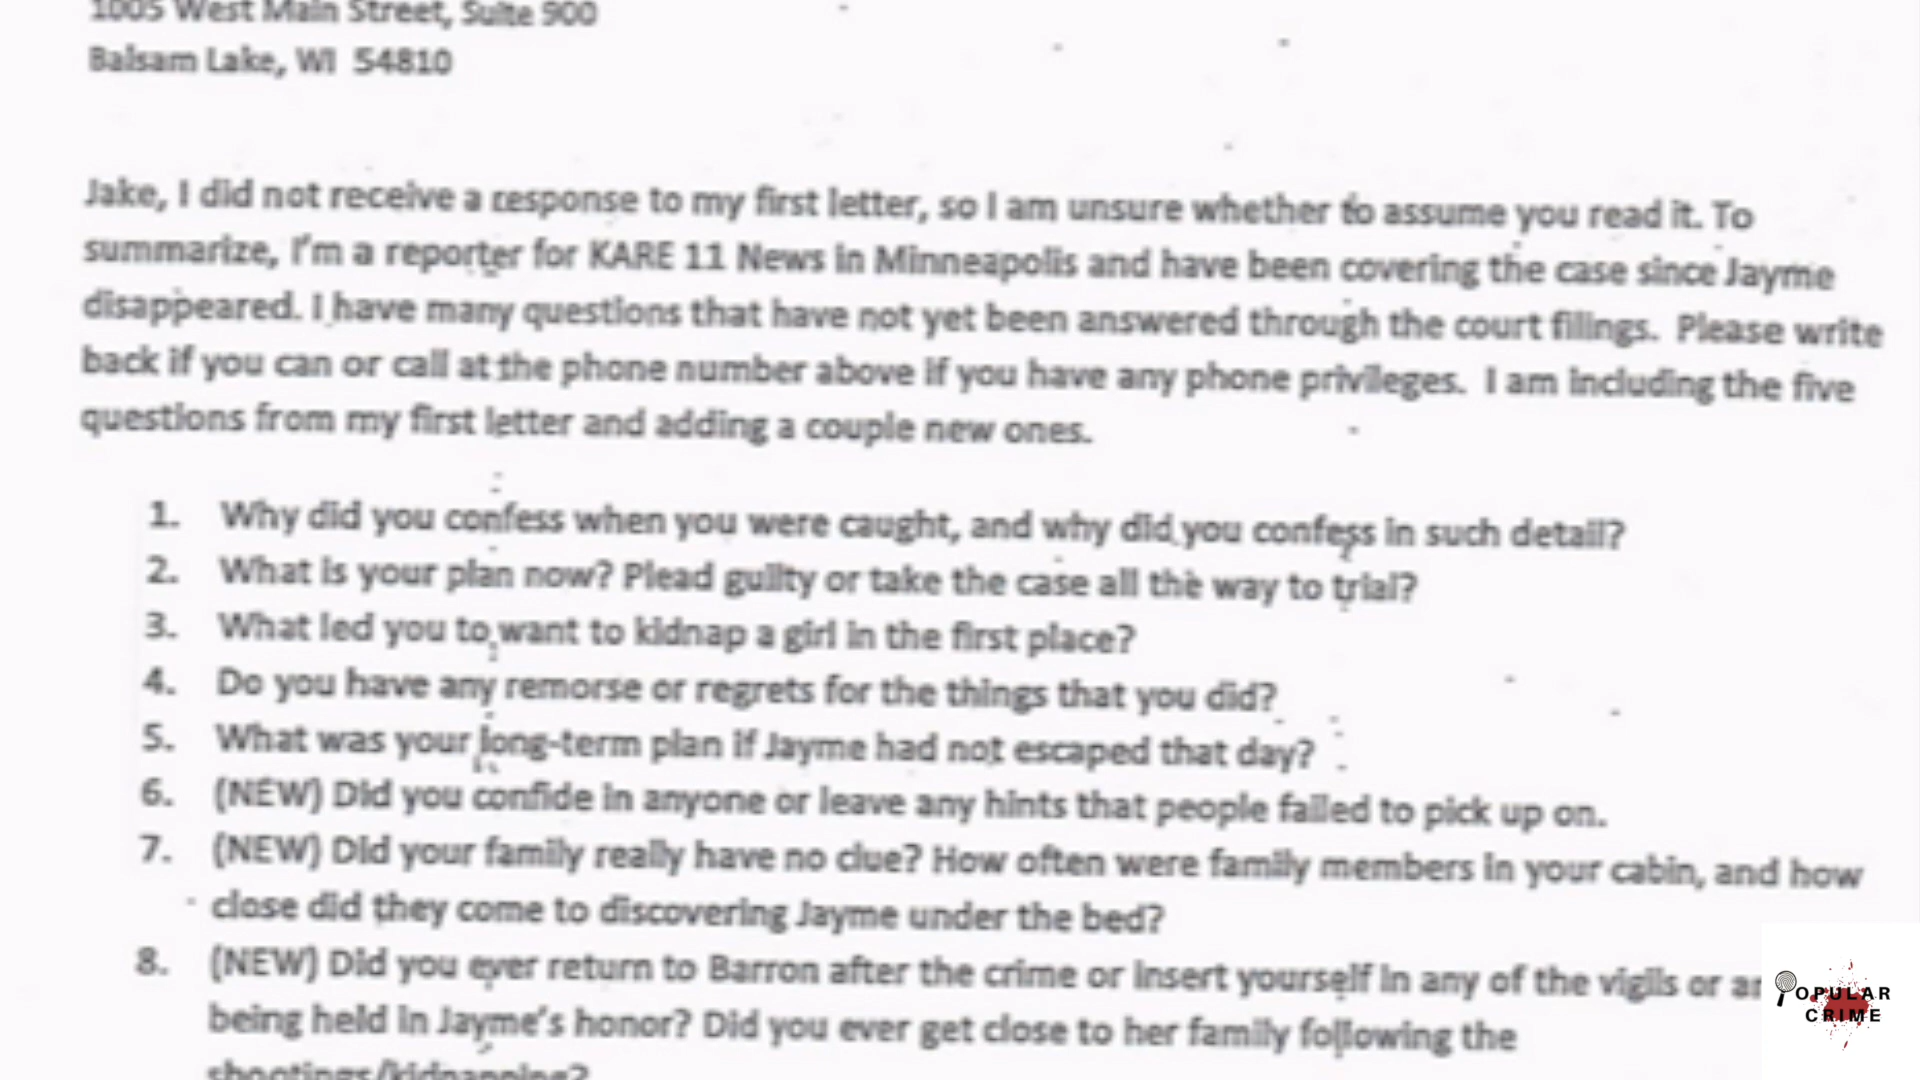 1005 West Main Street, Suite 900
Balsam Lake, WI 54810
Jake, I did not receive a response to my first letter, so I am unsure whether to assume you read it. To
summarize, I'm a reporter for KARE 11 News in Minneapolis and have been covering the case since Jayme
disappeared. I have many questions that have not yet been answered through the court filings. Please write
back if you can or call at the phone number above if you have any phone privileges. I am including the five
questions from my first letter and adding a couple new ones.
1. Why did you confess when you were caught, and why did you confess in such detail?
2. What is your plan now? Plead guilty or take the case all the way to trial?
3. What led you to want to kidnap a girl in the first place?
4. Do you have any remorse or regrets for the things that you did?
5. What was your long-term plan if Jayme had not escaped that day?
6. (NEW) Did you confide in anyone or leave any hints that people failed to pick up on.
7. (NEW) Did your family really have no clue? How often were family members in your cabin, and how
close did they come to discovering Jayme under the bed?
8. (NEW) Did you ever return to Barron after the crime or insert yourself in any of the vigils or
being held in Jayme's honor? Did you ever get close to her family following the
shootings/kidnapping?
POPULAR
CRIME